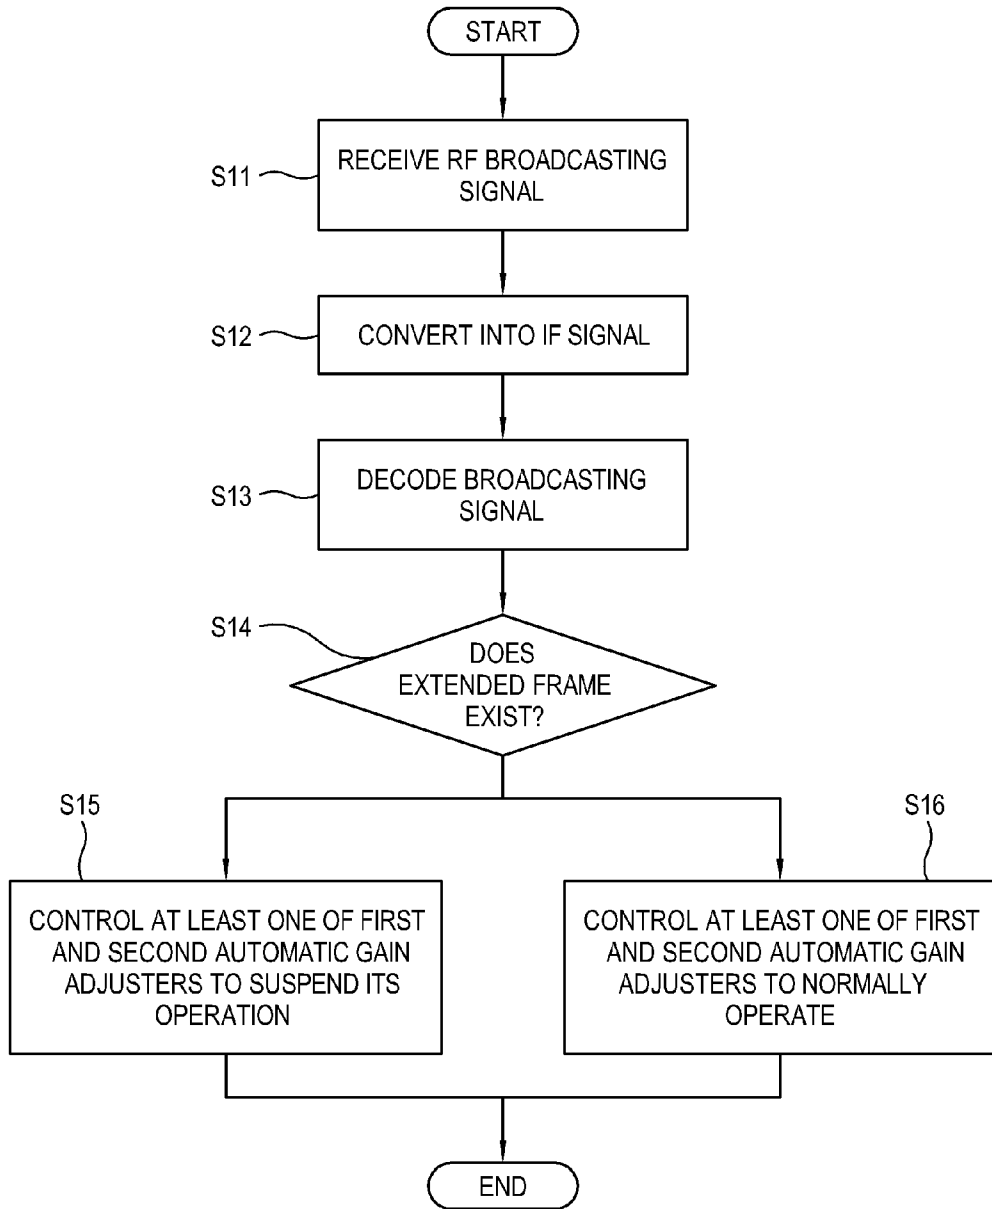 START
S11
RECEIVE RF BROADCASTING
SIGNAL
S12
CONVERT INTO IF SIGNAL
S13
DECODE BROADCASTING
SIGNAL
S14
DOES
EXTENDED FRAME
EXIST?
S15
CONTROL AT LEAST ONE OF FIRST
AND SECOND AUTOMATIC GAIN
ADJUSTERS TO SUSPEND ITS
OPERATION
S16
CONTROL AT LEAST ONE OF FIRST
AND SECOND AUTOMATIC GAIN
ADJUSTERS TO NORMALLY
OPERATE
END